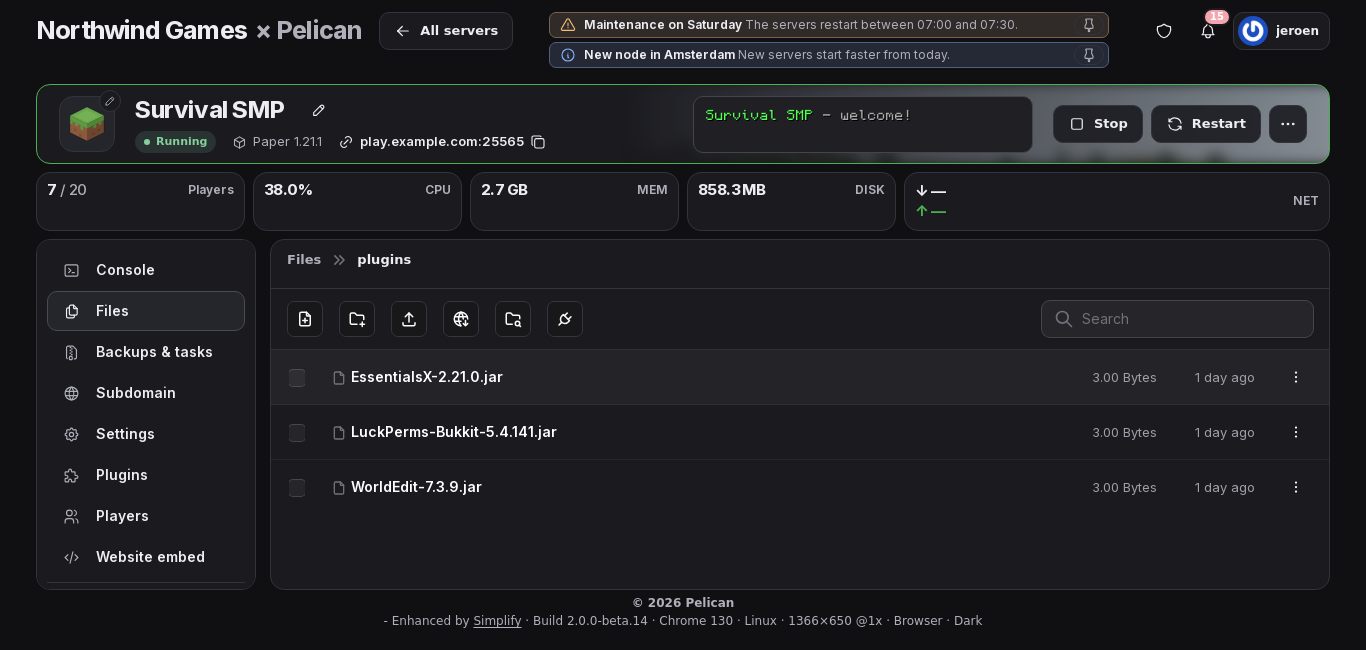 Northwind Games × Pelican
All servers
Maintenance on Saturday The servers restart between 07:00 and 07:30.
New node in Amsterdam New servers start faster from today.
15
jeroen
Survival SMP
Running
Paper 1.21.1
play.example.com:25565
Survival SMP – welcome!
Stop
Restart
7 / 20 Players
38.0% CPU
2.7 GB MEM
858.3 MB DISK
↓ —
↑ —
NET
Console
Files
Backups & tasks
Subdomain
Settings
Plugins
Players
Website embed
Files » plugins
Search
EssentialsX-2.21.0.jar 3.00 Bytes 1 day ago
LuckPerms-Bukkit-5.4.141.jar 3.00 Bytes 1 day ago
WorldEdit-7.3.9.jar 3.00 Bytes 1 day ago
© 2026 Pelican
- Enhanced by Simplify · Build 2.0.0-beta.14 · Chrome 130 · Linux · 1366×650 @1x · Browser · Dark